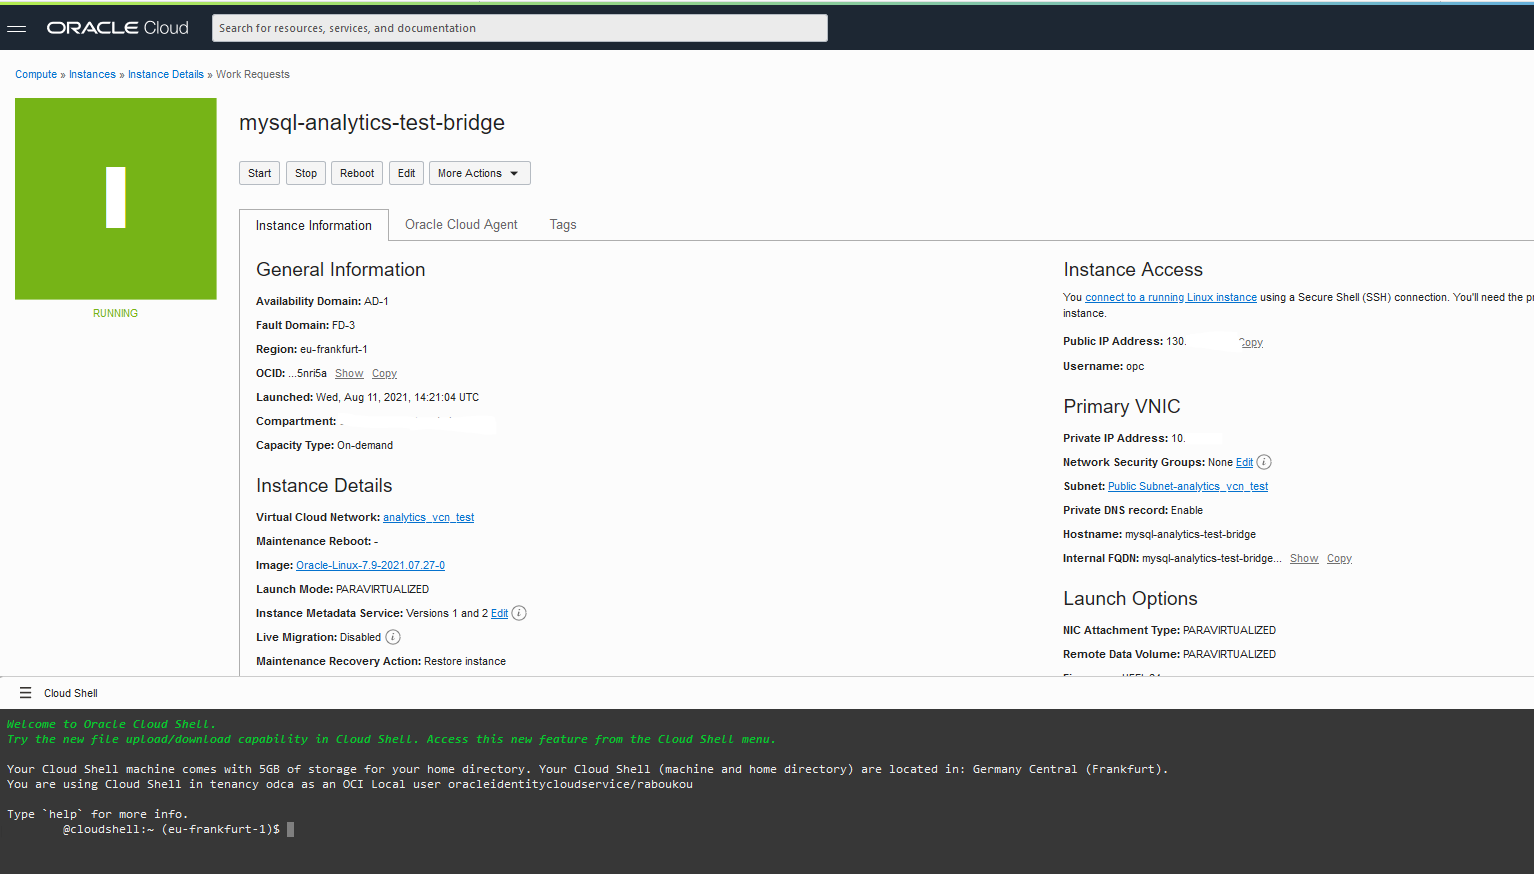 ORACLE Cloud
Search for resources, services, and documentation
Compute » Instances » Instance Details » Work Requests
RUNNING
mysql-analytics-test-bridge
Start Stop Reboot Edit More Actions
Instance Information Oracle Cloud Agent Tags
General Information
Availability Domain: AD-1
Fault Domain: FD-3
Region: eu-frankfurt-1
OCID: ...5nri5a Show Copy
Launched: Wed, Aug 11, 2021, 14:21:04 UTC
Compartment:
Capacity Type: On-demand
Instance Details
Virtual Cloud Network: analytics_vcn_test
Maintenance Reboot: -
Image: Oracle-Linux-7.9-2021.07.27-0
Launch Mode: PARAVIRTUALIZED
Instance Metadata Service: Versions 1 and 2 Edit
Live Migration: Disabled
Maintenance Recovery Action: Restore instance
Instance Access
You connect to a running Linux instance using a Secure Shell (SSH) connection. You'll need the pr
instance.
Public IP Address: 130. Copy
Username: opc
Primary VNIC
Private IP Address: 10.
Network Security Groups: None Edit
Subnet: Public Subnet-analytics_vcn_test
Private DNS record: Enable
Hostname: mysql-analytics-test-bridge
Internal FQDN: mysql-analytics-test-bridge... Show Copy
Launch Options
NIC Attachment Type: PARAVIRTUALIZED
Remote Data Volume: PARAVIRTUALIZED
Cloud Shell
Welcome to Oracle Cloud Shell.
Try the new file upload/download capability in Cloud Shell. Access this new feature from the Cloud Shell menu.
Your Cloud Shell machine comes with 5GB of storage for your home directory. Your Cloud Shell (machine and home directory) are located in: Germany Central (Frankfurt).
You are using Cloud Shell in tenancy odca as an OCI Local user oracleidentitycloudservice/raboukou
Type `help` for more info.
@cloudshell:~ (eu-frankfurt-1)$